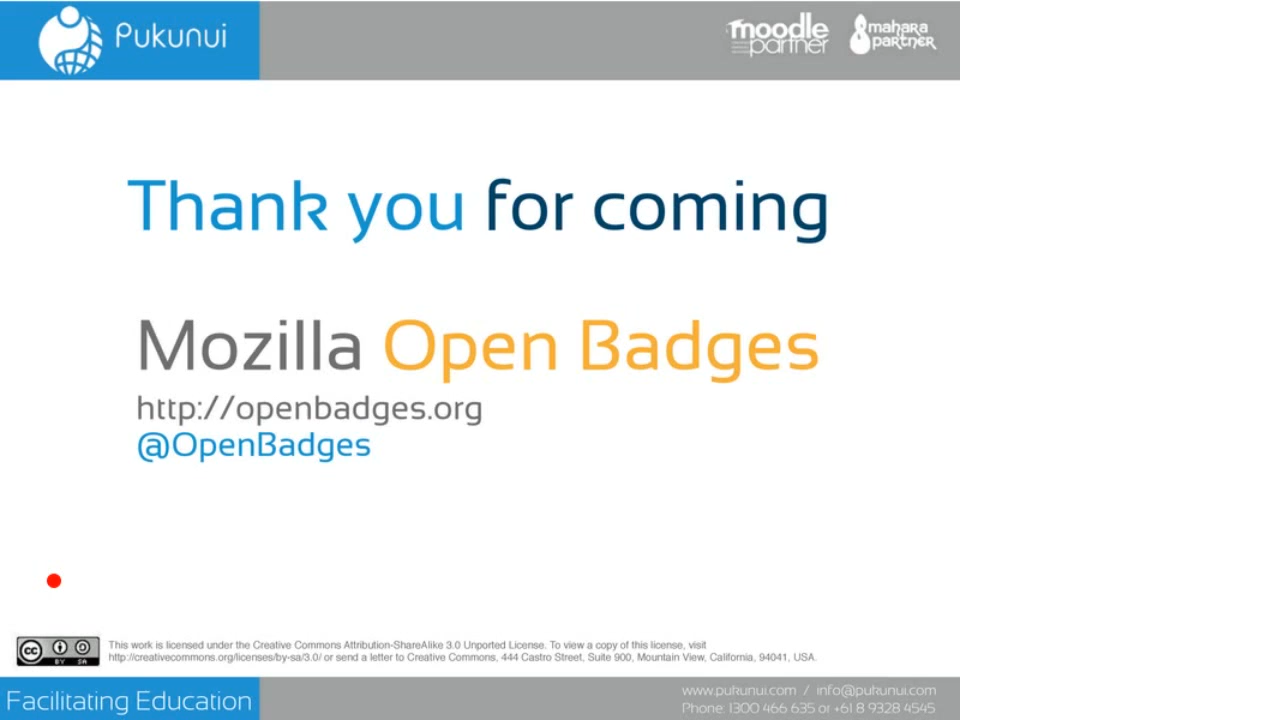 Pukunui
moodle
partner
mahara
partner
Thank you for coming
Mozilla Open Badges
http://openbadges.org
@OpenBadges
cc BY SA
This work is licensed under the Creative Commons Attribution-ShareAlike 3.0 Unported License. To view a copy of this license, visit
http://creativecommons.org/licenses/by-sa/3.0/ or send a letter to Creative Commons, 444 Castro Street, Suite 900, Mountain View, California, 94041, USA.
Facilitating Education
www.pukunui.com / info@pukunui.com
Phone: 1300 466 635 or +61 8 9328 4545